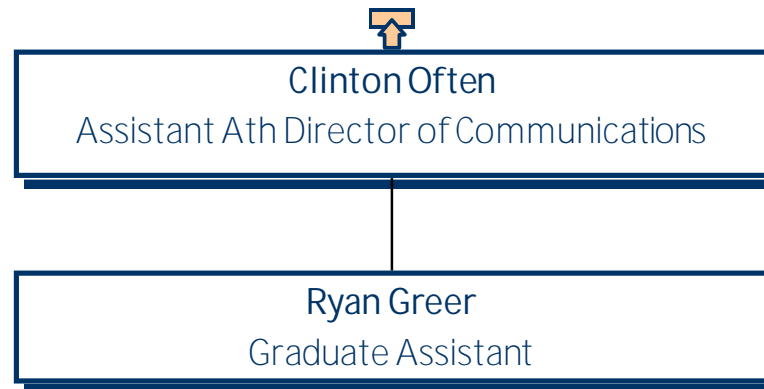 Clinton Often
Assistant Ath Director of Communications
Ryan Greer
Graduate Assistant